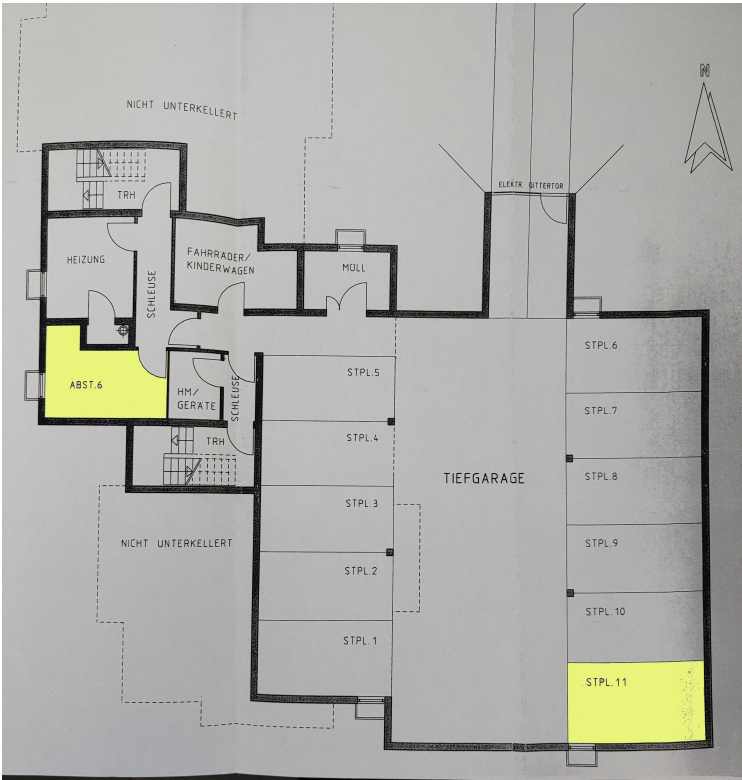 N
NICHT UNTERKELLERT
ELEKTR. GITTERTOR
TRH
HEIZUNG
SCHLEUSE
FAHRRÄDER/
KINDERWAGEN
MÜLL
ABST.6
HM/
GERÄTE
SCHLEUSE
TRH
STPL.5
STPL.4
STPL.3
STPL.2
STPL.1
NICHT UNTERKELLERT
TIEFGARAGE
STPL.6
STPL.7
STPL.8
STPL.9
STPL.10
STPL.11